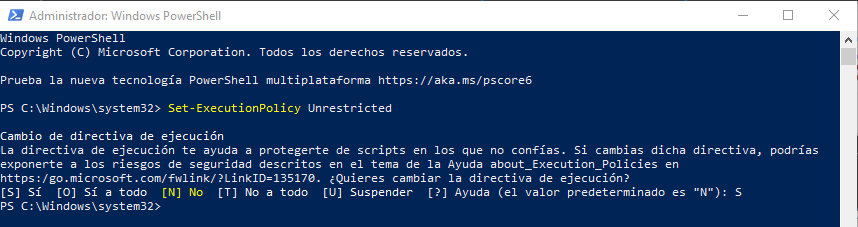 Administrador: Windows PowerShell
Windows PowerShell
Copyright (C) Microsoft Corporation. Todos los derechos reservados.
Prueba la nueva tecnología PowerShell multiplataforma https://aka.ms/pscore6
PS C:\Windows\system32> Set-ExecutionPolicy Unrestricted
Cambio de directiva de ejecución
La directiva de ejecución te ayuda a protegerte de scripts en los que no confías. Si cambias dicha directiva, podrías
exponerte a los riesgos de seguridad descritos en el tema de la Ayuda about_Execution_Policies en
https:/go.microsoft.com/fwlink/?LinkID=135170. ¿Quieres cambiar la directiva de ejecución?
[S] Sí  [O] Sí a todo  [N] No  [T] No a todo  [U] Suspender  [?] Ayuda (el valor predeterminado es "N"): S
PS C:\Windows\system32>